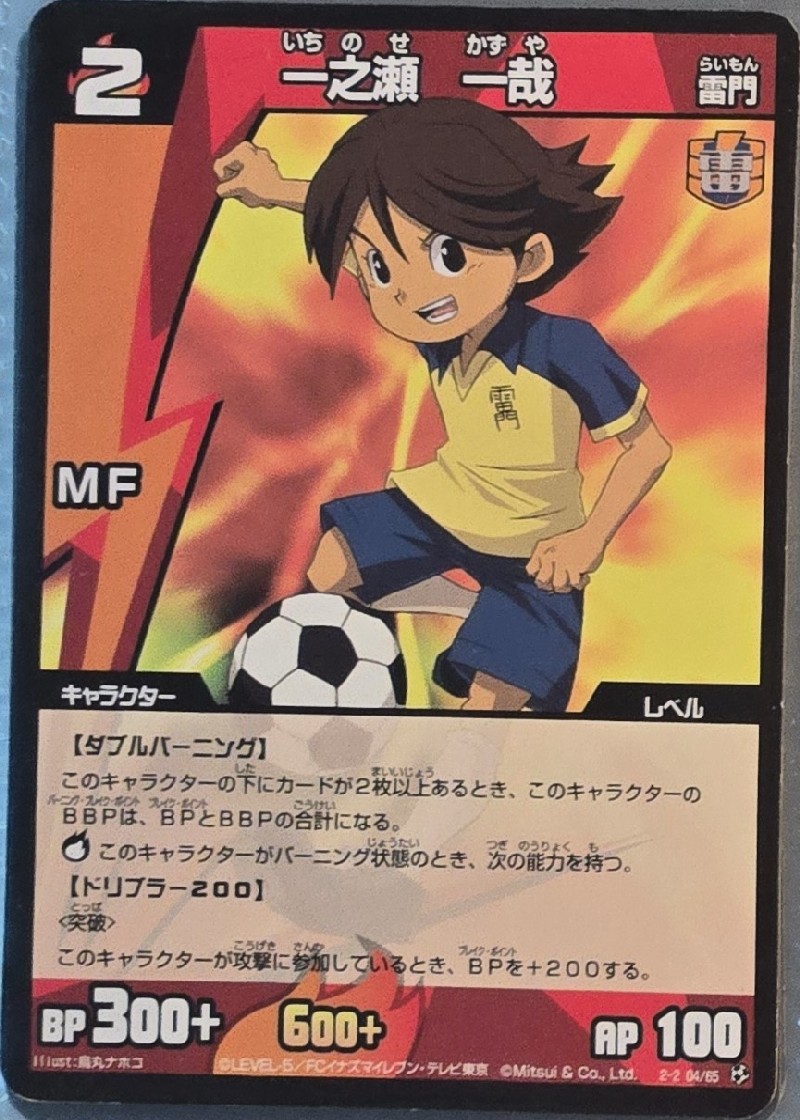 2
いちのせ かずや
一之瀬 一哉
らいもん
雷門
雷
雷門
MF
キャラクター
レベル
【ダブルバーニング】
このキャラクターの下にカードが2枚以上あるとき、このキャラクターの
BBPは、BPとBBPの合計になる。
このキャラクターがバーニング状態のとき、次の能力を持つ。
【ドリブラー200】
<突破>
このキャラクターが攻撃に参加しているとき、BPを+200する。
BP 300+ 600+ AP 100
Illust:烏丸ナホコ ©LEVEL-5/FCイナズマイレブン・テレビ東京 ©Mitsui & Co., Ltd. 2-2 04/65